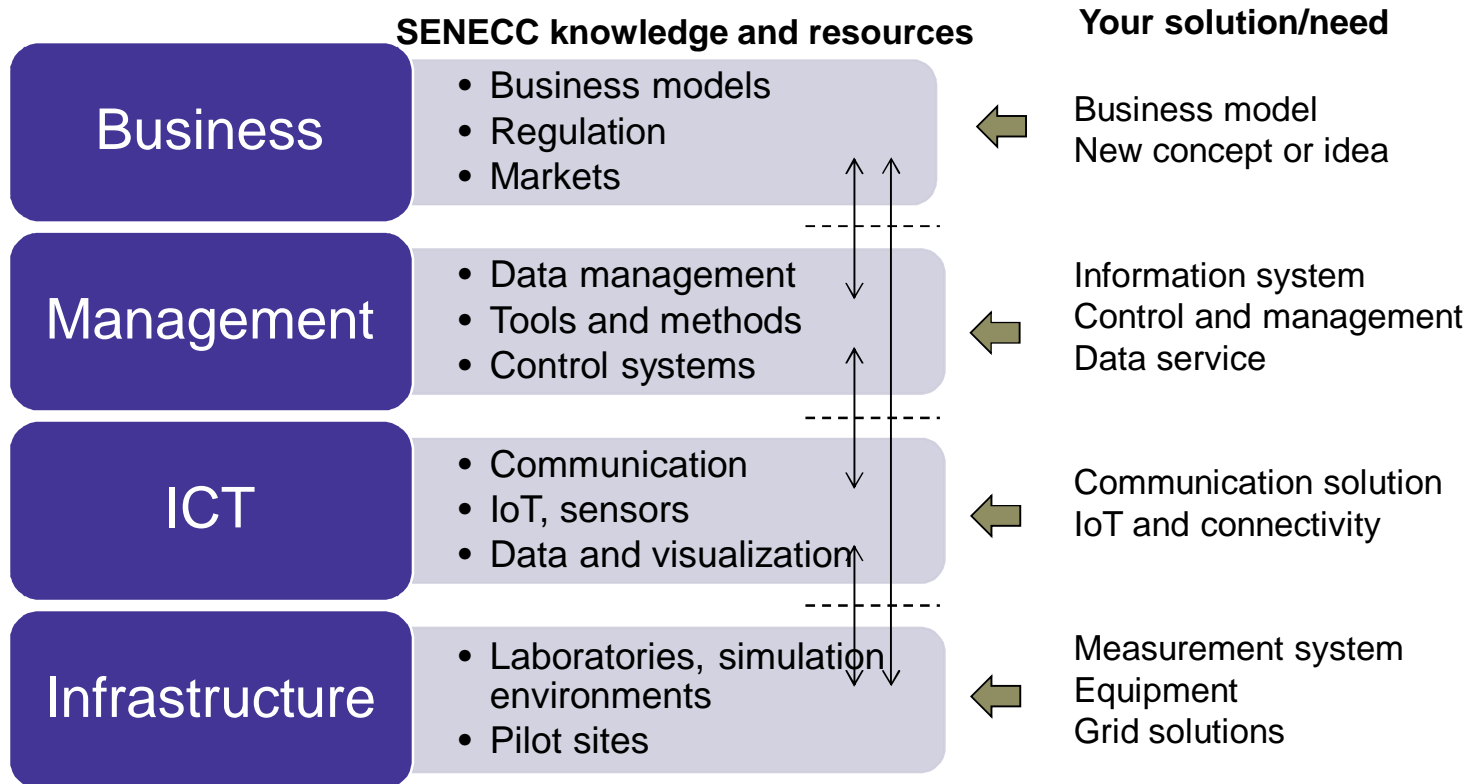 SENECC knowledge and resources
Your solution/need
Business
• Business models
• Regulation
• Markets
Business model
New concept or idea
Management
• Data management
• Tools and methods
• Control systems
Information system
Control and management
Data service
ICT
• Communication
• IoT, sensors
• Data and visualization
Communication solution
IoT and connectivity
Infrastructure
• Laboratories, simulation
environments
• Pilot sites
Measurement system
Equipment
Grid solutions